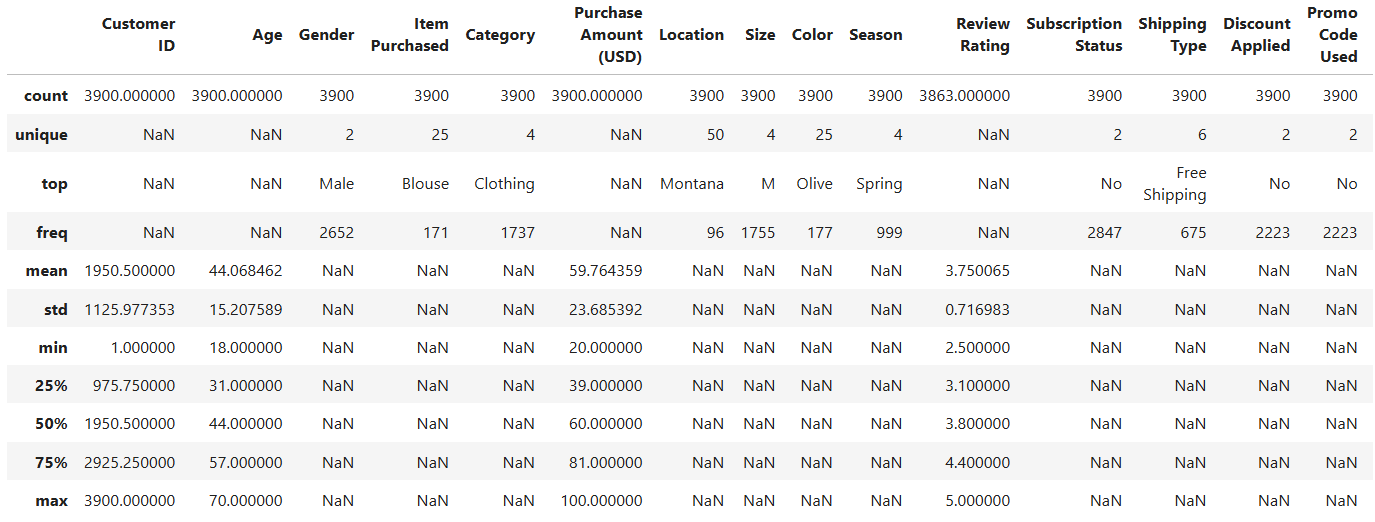 Customer ID Age Gender Item Purchased Category Purchase Amount (USD) Location Size Color Season Review Rating Subscription Status Shipping Type Discount Applied Promo Code Used
count 3900.000000 3900.000000 3900 3900 3900 3900.000000 3900 3900 3900 3900 3863.000000 3900 3900 3900 3900
unique NaN NaN 2 25 4 NaN 50 4 25 4 NaN 2 6 2 2
top NaN NaN Male Blouse Clothing NaN Montana M Olive Spring NaN No Free Shipping No No
freq NaN NaN 2652 171 1737 NaN 96 1755 177 999 NaN 2847 675 2223 2223
mean 1950.500000 44.068462 NaN NaN NaN 59.764359 NaN NaN NaN NaN 3.750065 NaN NaN NaN NaN
std 1125.977353 15.207589 NaN NaN NaN 23.685392 NaN NaN NaN NaN 0.716983 NaN NaN NaN NaN
min 1.000000 18.000000 NaN NaN NaN 20.000000 NaN NaN NaN NaN 2.500000 NaN NaN NaN NaN
25% 975.750000 31.000000 NaN NaN NaN 39.000000 NaN NaN NaN NaN 3.100000 NaN NaN NaN NaN
50% 1950.500000 44.000000 NaN NaN NaN 60.000000 NaN NaN NaN NaN 3.800000 NaN NaN NaN NaN
75% 2925.250000 57.000000 NaN NaN NaN 81.000000 NaN NaN NaN NaN 4.400000 NaN NaN NaN NaN
max 3900.000000 70.000000 NaN NaN NaN 100.000000 NaN NaN NaN NaN 5.000000 NaN NaN NaN NaN